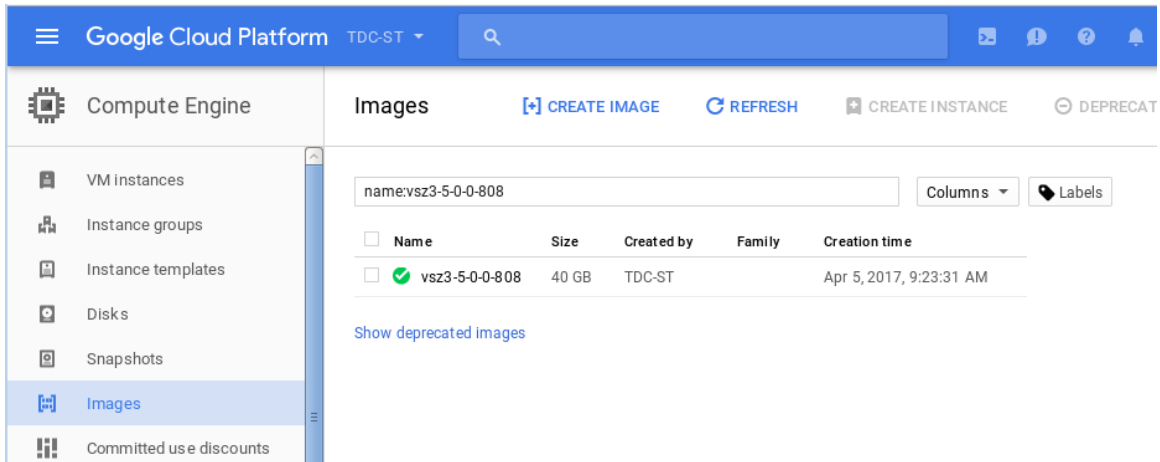 Google Cloud Platform TDC-ST
Compute Engine
Images CREATE IMAGE REFRESH CREATE INSTANCE DEPRECAT
VM instances
Instance groups
Instance templates
Disks
Snapshots
Images
Committed use discounts
name:vsz3-5-0-0-808 Columns Labels
Name Size Created by Family Creation time
vsz3-5-0-0-808 40 GB TDC-ST Apr 5, 2017, 9:23:31 AM
Show deprecated images